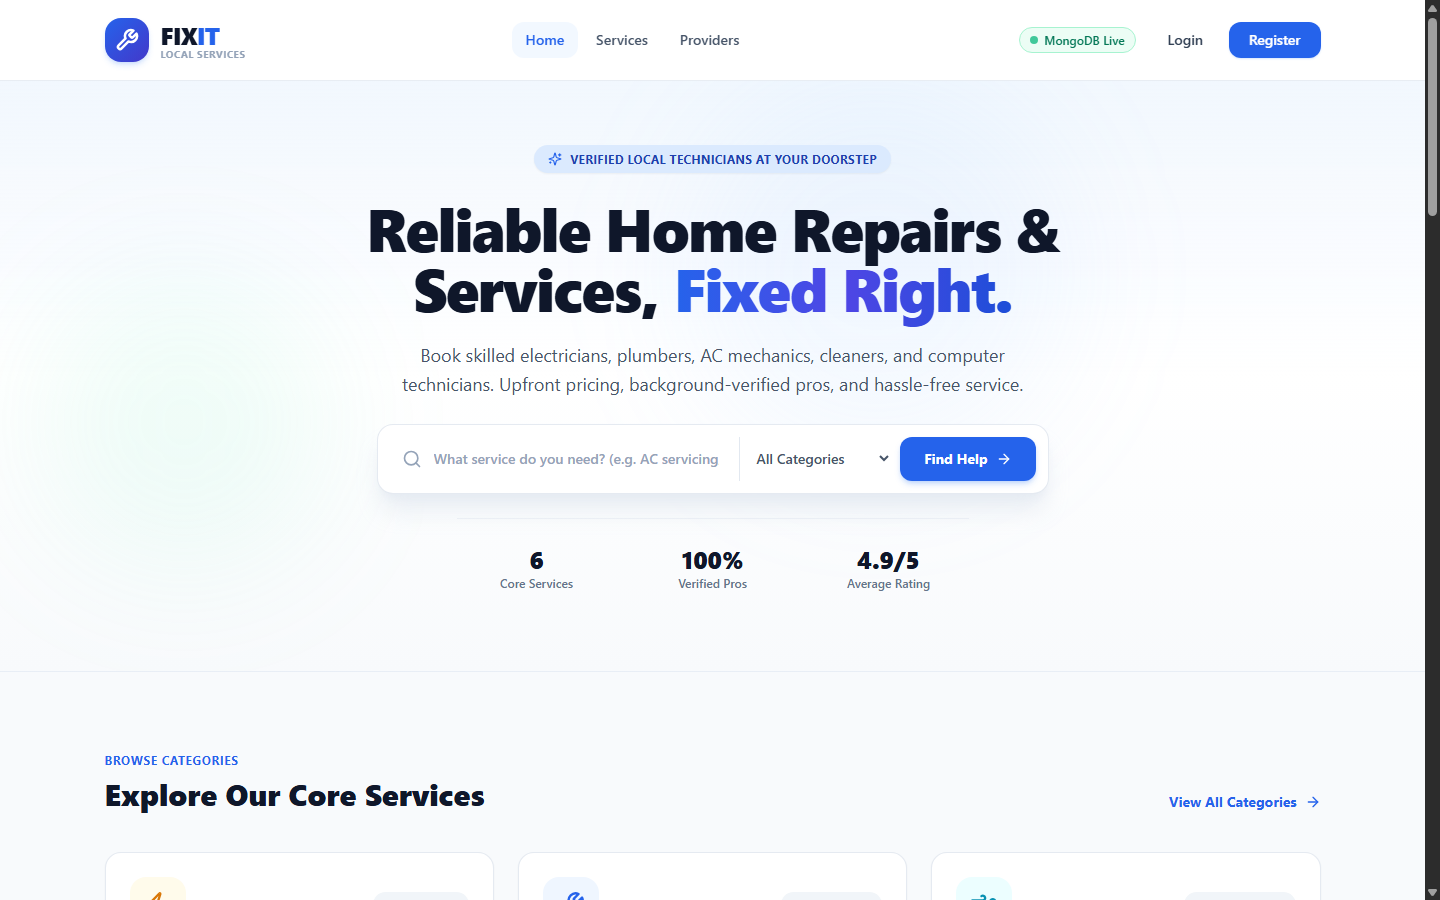 FIXIT
LOCAL SERVICES
Home
Services
Providers
MongoDB Live
Login
Register
VERIFIED LOCAL TECHNICIANS AT YOUR DOORSTEP
Reliable Home Repairs &
Services, Fixed Right.
Book skilled electricians, plumbers, AC mechanics, cleaners, and computer
technicians. Upfront pricing, background-verified pros, and hassle-free service.
What service do you need? (e.g. AC servicing
All Categories
Find Help
6
Core Services
100%
Verified Pros
4.9/5
Average Rating
BROWSE CATEGORIES
Explore Our Core Services
View All Categories